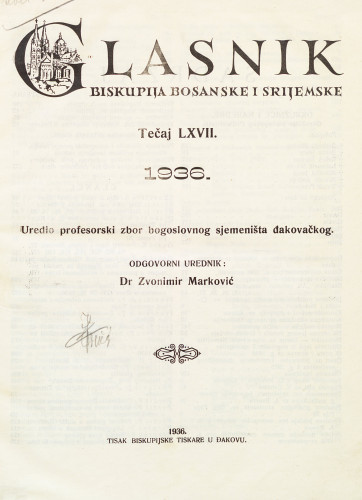 GLASNIK
BISKUPIJA BOSANSKE I SRIJEMSKE
Tečaj LXVII.
1936.
Uredio profesorski zbor bogoslovnog sjemeništa đakovačkog.
ODGOVORNI UREDNIK:
Dr Zvonimir Marković
1936.
TISAK BISKUPIJSKE TISKARE U ĐAKOVU.